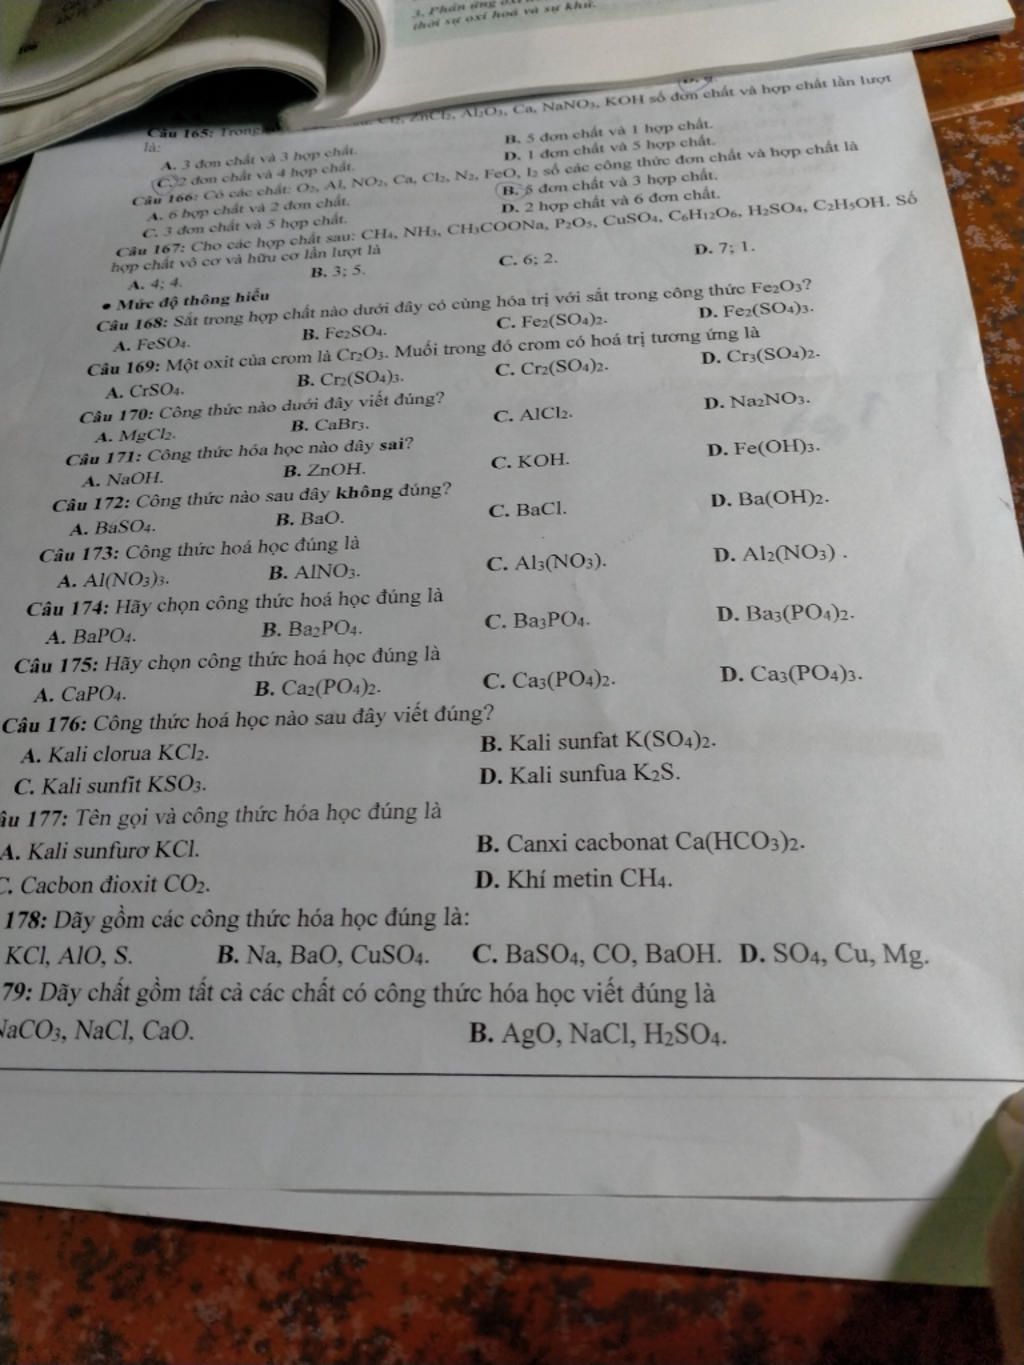 3. Phản ứng
thời sự oxi hoá và sự khử.
Câu 165: Trong Cl₂, ZnCl₂, Al₂O₃, Ca, NaNO₃, KOH số đơn chất và hợp chất lần lượt
là:
A. 3 đơn chất và 3 hợp chất. B. 5 đơn chất và 1 hợp chất.
C. 2 đơn chất và 4 hợp chất. D. 1 đơn chất và 5 hợp chất.
Câu 166: Có các chất: O₂, Al, NO₂, Ca, Cl₂, N₂, FeO, I₂ số các công thức đơn chất và hợp chất là
A. 6 hợp chất và 2 đơn chất. B. 5 đơn chất và 3 hợp chất.
C. 3 đơn chất và 5 hợp chất. D. 2 hợp chất và 6 đơn chất.
Câu 167: Cho các hợp chất sau: CH₄, NH₃, CH₃COONa, P₂O₅, CuSO₄, C₆H₁₂O₆, H₂SO₄, C₂H₅OH. Số
hợp chất vô cơ và hữu cơ lần lượt là
A. 4; 4. B. 3; 5. C. 6; 2. D. 7; 1.
• Mức độ thông hiểu
Câu 168: Sắt trong hợp chất nào dưới đây có cùng hóa trị với sắt trong công thức Fe₂O₃?
A. FeSO₄. B. Fe₂SO₄. C. Fe₂(SO₄)₂. D. Fe₂(SO₄)₃.
Câu 169: Một oxit của crom là Cr₂O₃. Muối trong đó crom có hoá trị tương ứng là
A. CrSO₄. B. Cr₂(SO₄)₃. C. Cr₂(SO₄)₂. D. Cr₃(SO₄)₂.
Câu 170: Công thức nào dưới đây viết đúng?
A. MgCl₂. B. CaBr₃. C. AlCl₂. D. Na₂NO₃.
Câu 171: Công thức hóa học nào đây sai?
A. NaOH. B. ZnOH. C. KOH. D. Fe(OH)₃.
Câu 172: Công thức nào sau đây không đúng?
A. BaSO₄. B. BaO. C. BaCl. D. Ba(OH)₂.
Câu 173: Công thức hoá học đúng là
A. Al(NO₃)₃. B. AlNO₃. C. Al₃(NO₃). D. Al₂(NO₃) .
Câu 174: Hãy chọn công thức hoá học đúng là
A. BaPO₄. B. Ba₂PO₄. C. Ba₃PO₄. D. Ba₃(PO₄)₂.
Câu 175: Hãy chọn công thức hoá học đúng là
A. CaPO₄. B. Ca₂(PO₄)₂. C. Ca₃(PO₄)₂. D. Ca₃(PO₄)₃.
Câu 176: Công thức hoá học nào sau đây viết đúng?
A. Kali clorua KCl₂. B. Kali sunfat K(SO₄)₂.
C. Kali sunfit KSO₃. D. Kali sunfua K₂S.
âu 177: Tên gọi và công thức hóa học đúng là
A. Kali sunfurơ KCl. B. Canxi cacbonat Ca(HCO₃)₂.
C. Cacbon đioxit CO₂. D. Khí metin CH₄.
178: Dãy gồm các công thức hóa học đúng là:
KCl, AlO, S. B. Na, BaO, CuSO₄. C. BaSO₄, CO, BaOH. D. SO₄, Cu, Mg.
79: Dãy chất gồm tất cả các chất có công thức hóa học viết đúng là
NaCO₃, NaCl, CaO. B. AgO, NaCl, H₂SO₄.